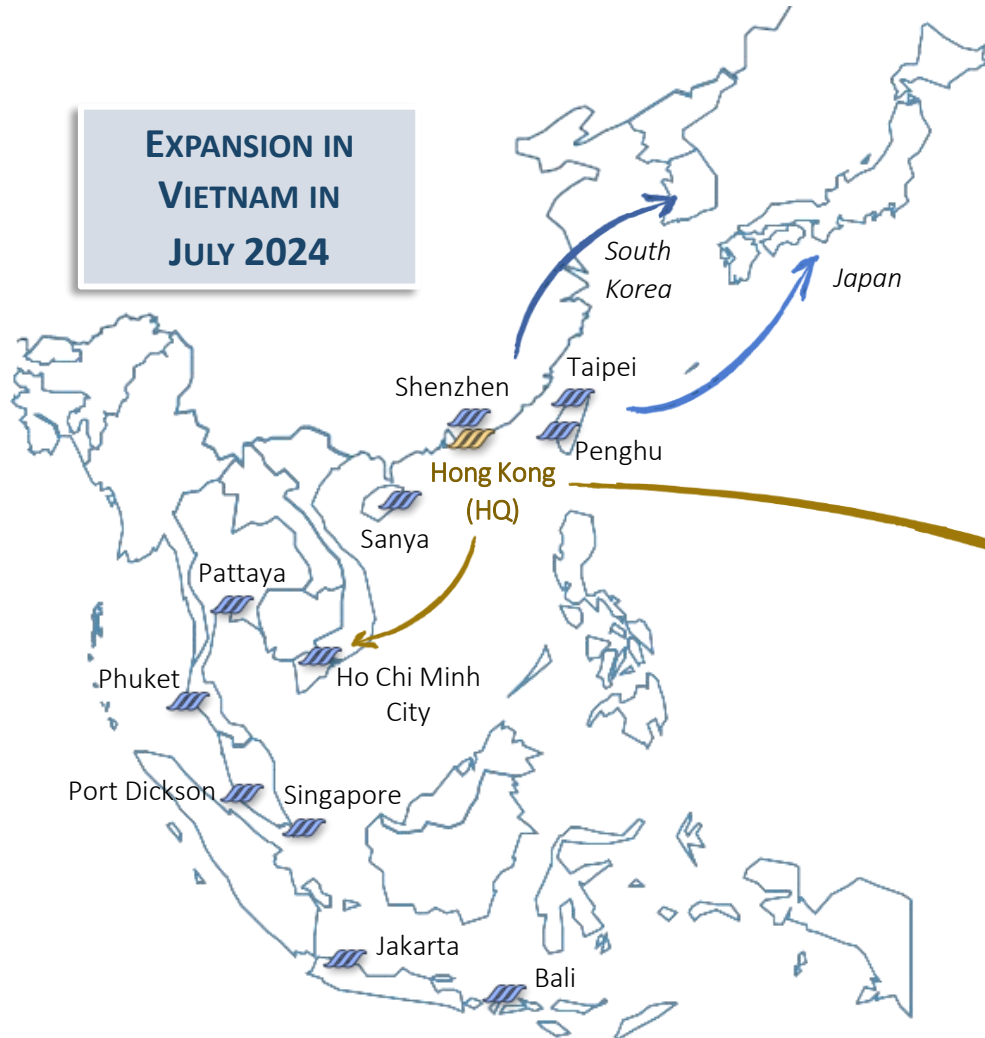 EXPANSION IN
VIETNAM IN
JULY 2024
South
Korea
Japan
Taipei
Shenzhen
Penghu
Hong Kong
(HQ)
Sanya
Pattaya
Ho Chi Minh
City
Phuket
Port Dickson
Singapore
Jakarta
Bali